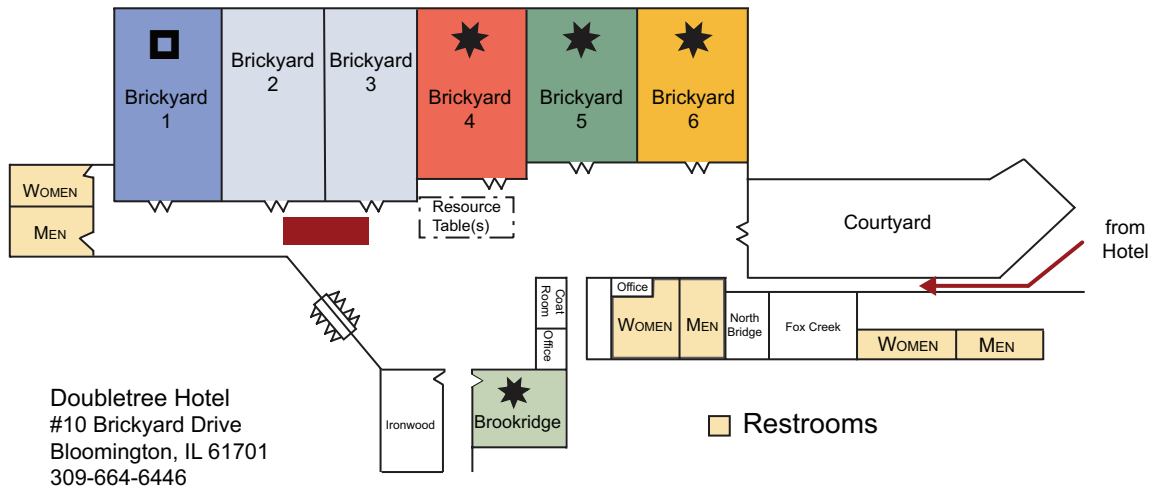 Brickyard
1
Brickyard
2
Brickyard
3
Brickyard
4
Brickyard
5
Brickyard
6
WOMEN
MEN
Resource
Table(s)
Courtyard
from
Hotel
Coat
Room
Office
Office
WOMEN
MEN
North
Bridge
Fox Creek
WOMEN
MEN
Ironwood
Brookridge
Doubletree Hotel
#10 Brickyard Drive
Bloomington, IL 61701
309-664-6446
Restrooms